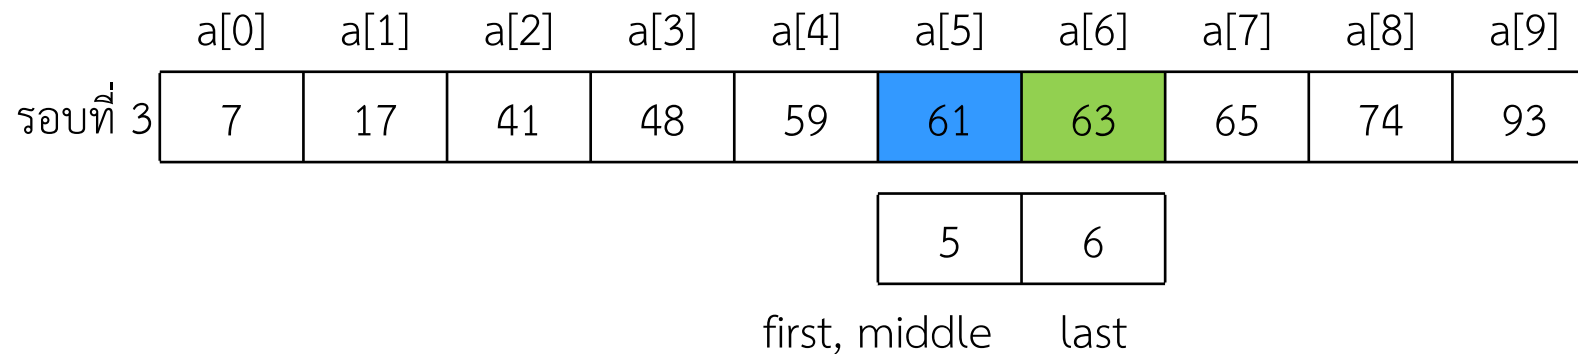 a[0] a[1] a[2] a[3] a[4] a[5] a[6] a[7] a[8] a[9]
รอบที่ 3 7 17 41 48 59 61 63 65 74 93
5 6
first, middle last